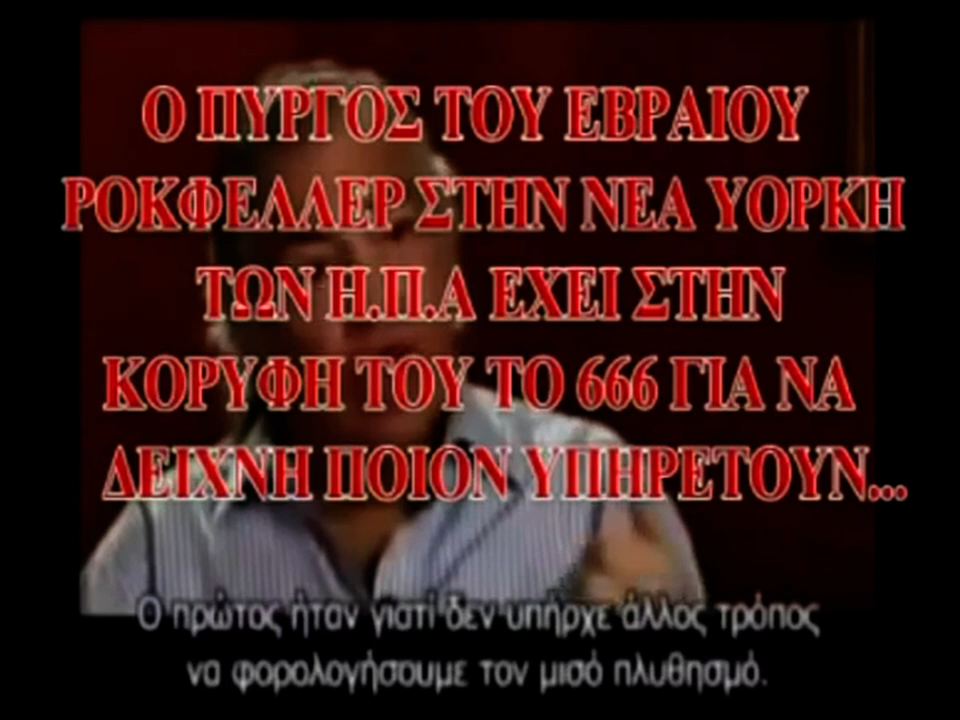 Ο ΠΥΡΓΟΣ ΤΟΥ ΕΒΡΑΙΟΥ
ΡΟΚΦΕΛΛΕΡ ΣΤΗΝ ΝΕΑ ΥΟΡΚΗ
ΤΩΝ Η.Π.Α ΕΧΕΙ ΣΤΗΝ
ΚΟΡΥΦΗ ΤΟΥ ΤΟ 666 ΓΙΑ ΝΑ
ΔΕΙΧΝΗ ΠΟΙΟΝ ΥΠΗΡΕΤΟΥΝ...
Ο πρώτος ήταν γιατί δεν υπήρχε άλλος τρόπος
να φορολογήσουμε τον μισό πλυθησμό.